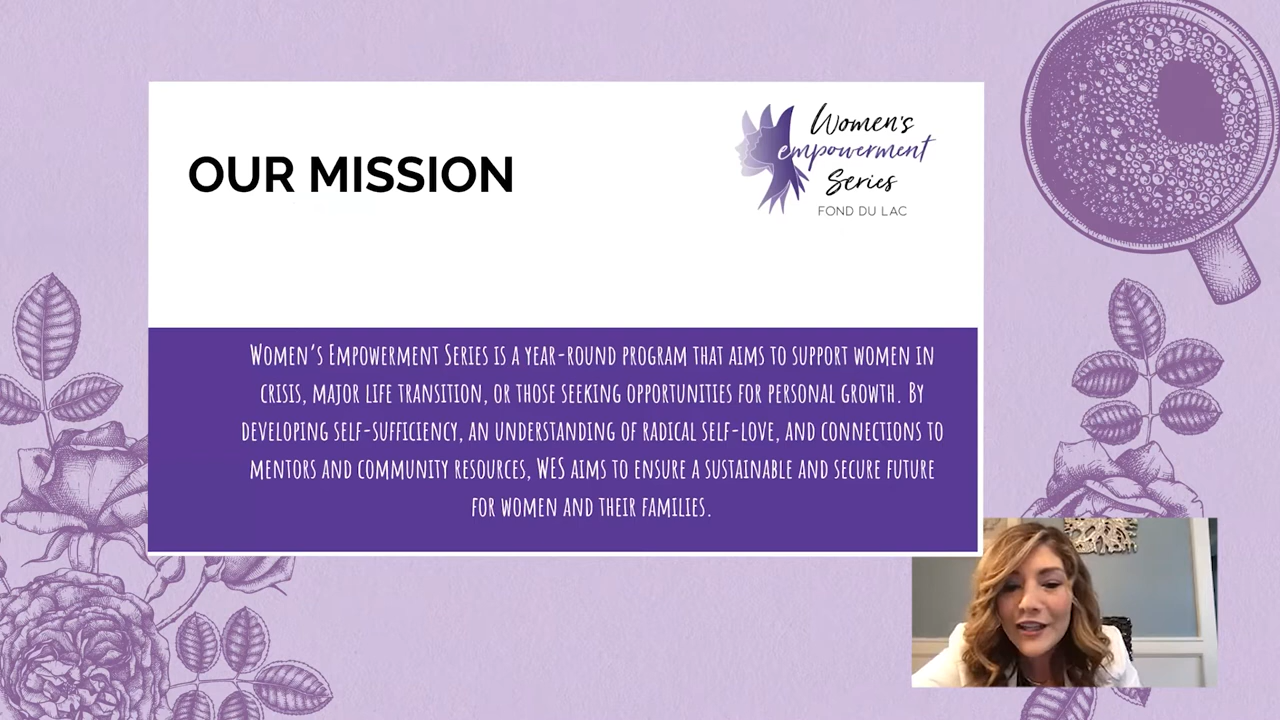 OUR MISSION
Women's
empowerment
Series
FOND DU LAC
WOMEN'S EMPOWERMENT SERIES IS A YEAR-ROUND PROGRAM THAT AIMS TO SUPPORT WOMEN IN
CRISIS, MAJOR LIFE TRANSITION, OR THOSE SEEKING OPPORTUNITIES FOR PERSONAL GROWTH. BY
DEVELOPING SELF-SUFFICIENCY, AN UNDERSTANDING OF RADICAL SELF-LOVE, AND CONNECTIONS TO
MENTORS AND COMMUNITY RESOURCES, WES AIMS TO ENSURE A SUSTAINABLE AND SECURE FUTURE
FOR WOMEN AND THEIR FAMILIES.